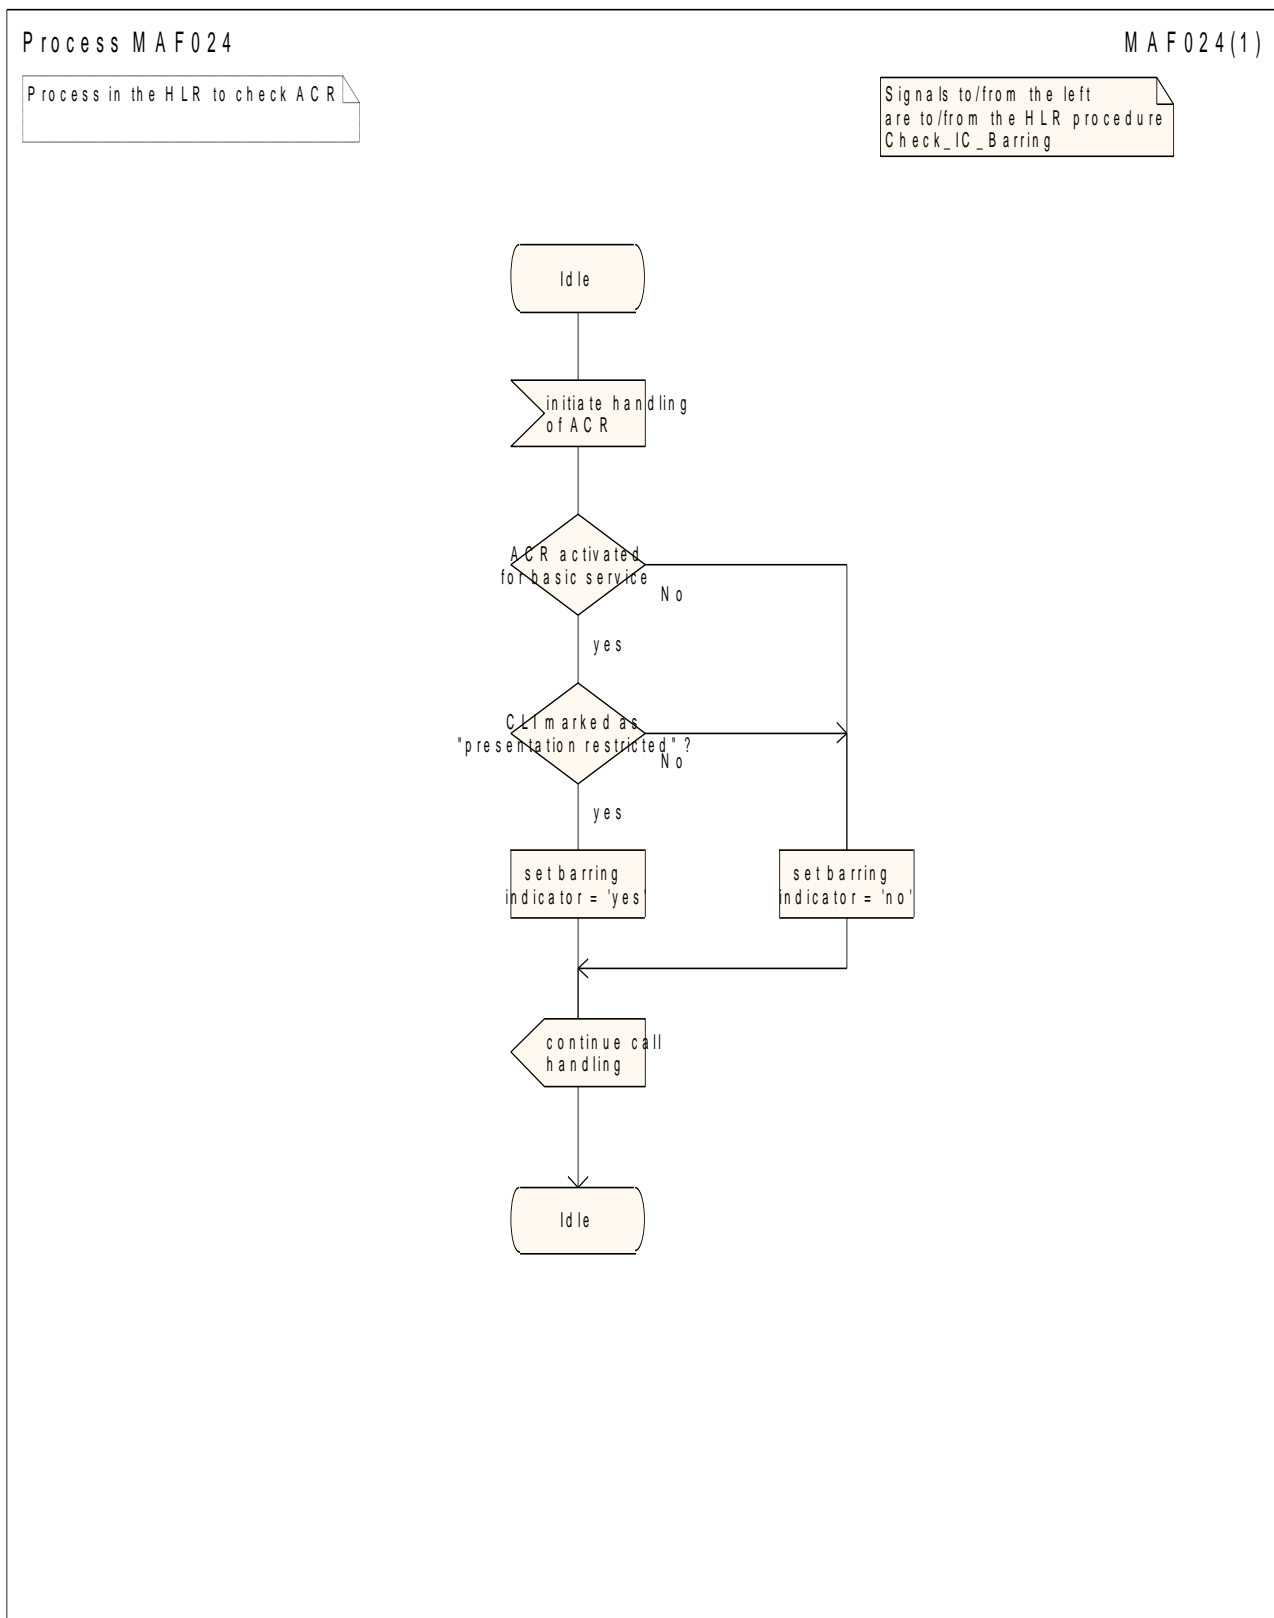 Process MAF024
MAF024(1)
Process in the HLR to check ACR
Signals to/from the left
are to/from the HLR procedure
Check_IC_Barring
Idle
initiate handling
of ACR
ACR activated
for basic service
No
yes
CLI marked as
"presentation restricted" ?
No
yes
set barring
indicator = 'yes'
set barring
indicator = 'no'
continue call
handling
Idle